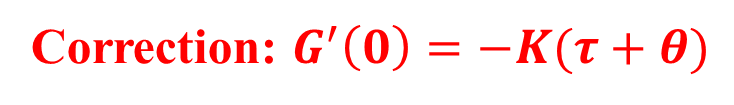 Correction: G′(0) = −K(τ + θ)